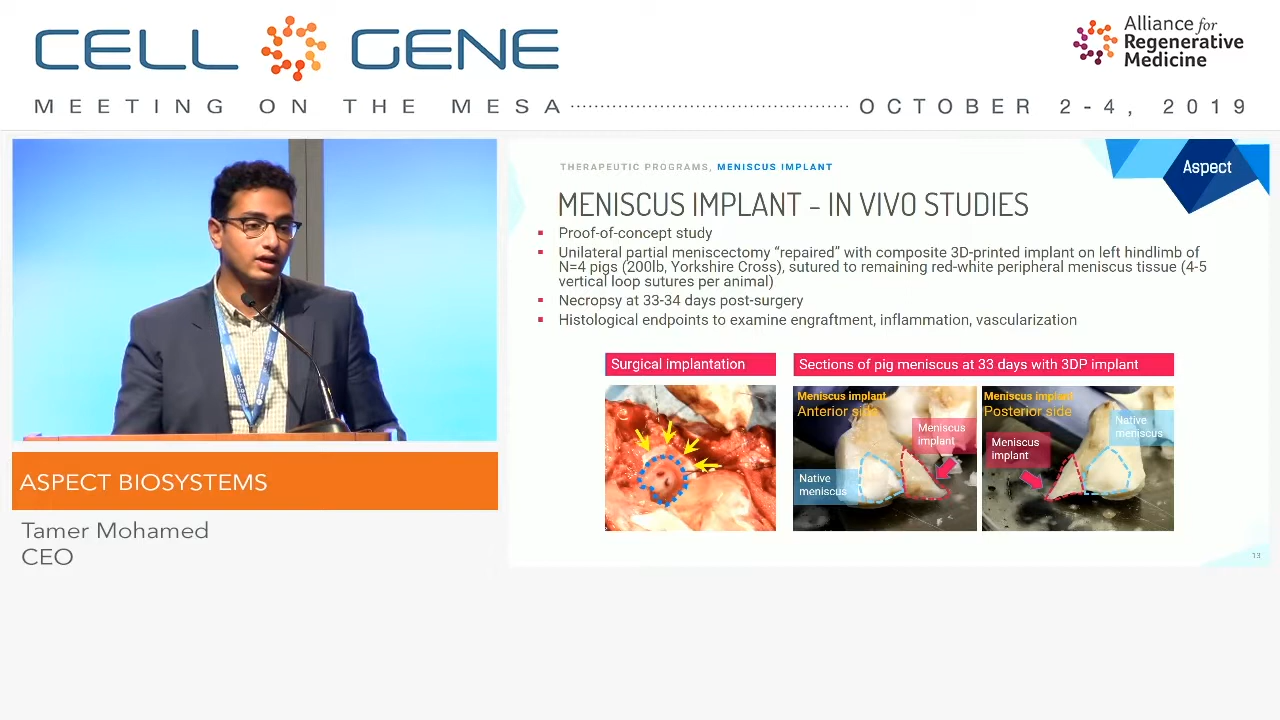 CELL GENE
Alliance for
Regenerative
Medicine
MEETING ON THE MESA
OCTOBER 2-4, 2019
THERAPEUTIC PROGRAMS, MENISCUS IMPLANT
Aspect
MENISCUS IMPLANT – IN VIVO STUDIES
Proof-of-concept study
Unilateral partial meniscectomy “repaired” with composite 3D-printed implant on left hindlimb of
N=4 pigs (200lb, Yorkshire Cross), sutured to remaining red-white peripheral meniscus tissue (4-5
vertical loop sutures per animal)
Necropsy at 33-34 days post-surgery
Histological endpoints to examine engraftment, inflammation, vascularization
Surgical implantation
Sections of pig meniscus at 33 days with 3DP implant
Meniscus implant
Anterior side
Meniscus
implant
Native
meniscus
Meniscus implant
Posterior side
Native
meniscus
Meniscus
implant
13
ASPECT BIOSYSTEMS
Tamer Mohamed
CEO